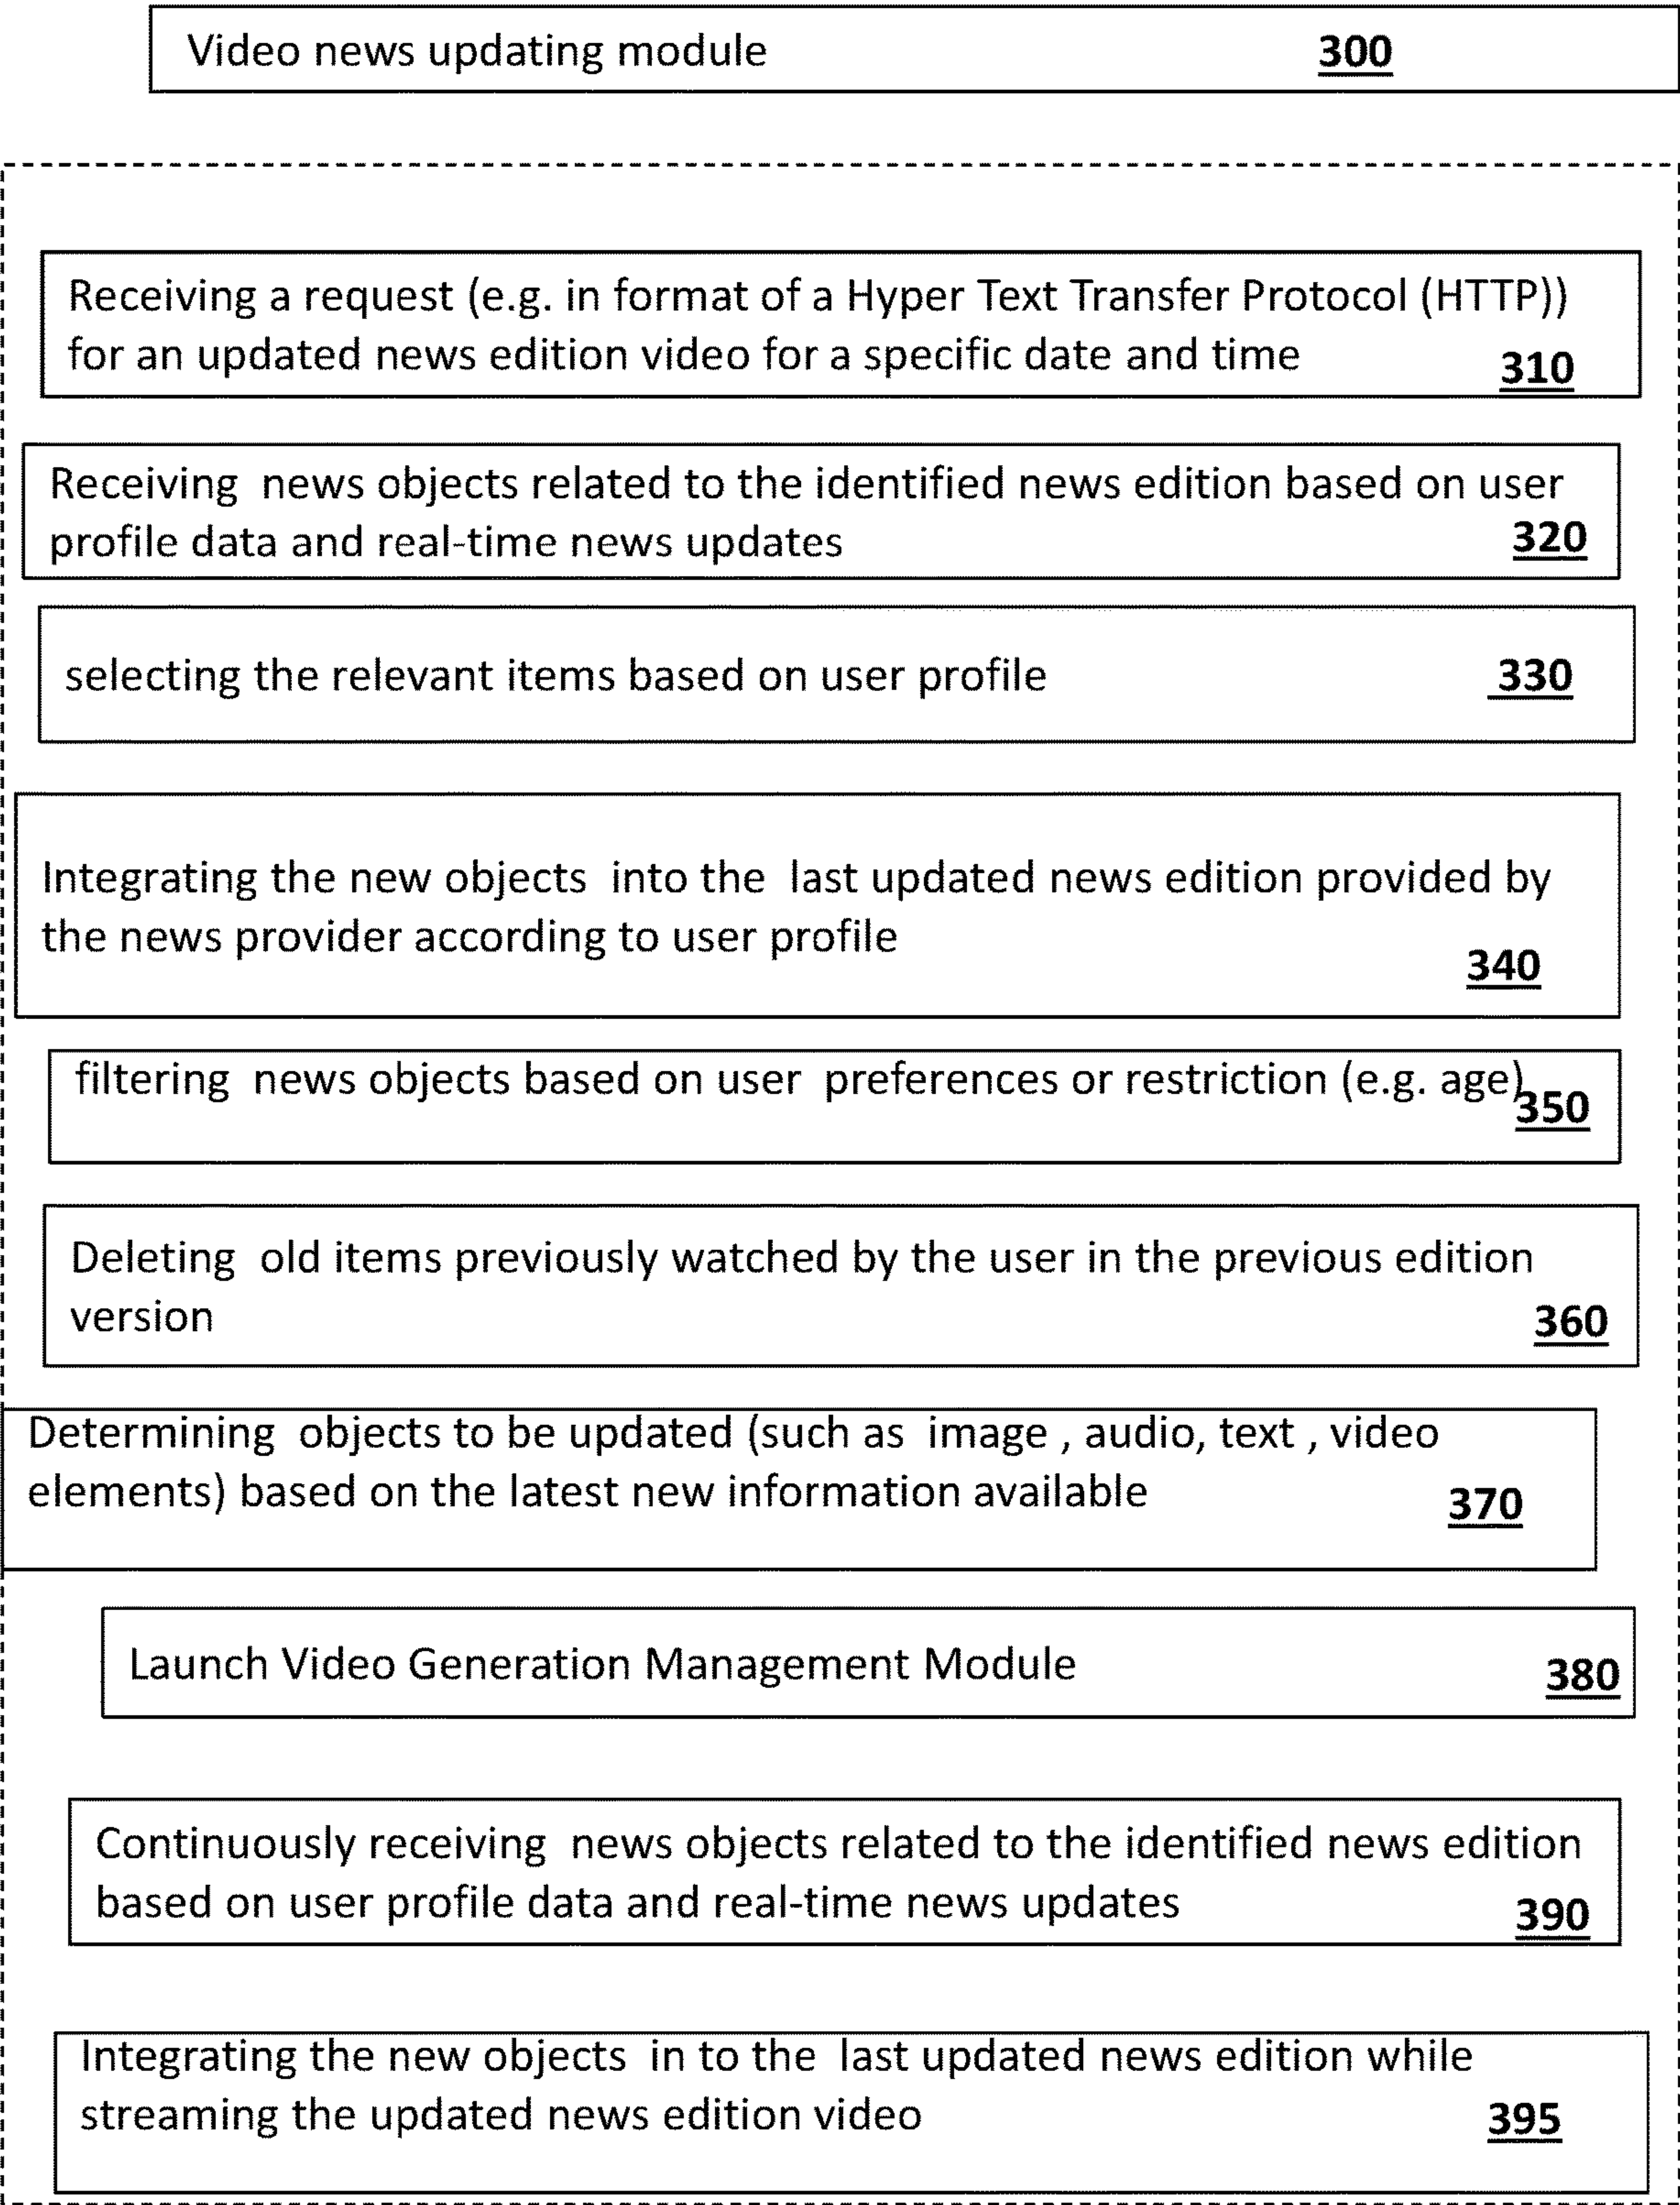 Video news updating module 300
Receiving a request (e.g. in format of a Hyper Text Transfer Protocol (HTTP))
for an updated news edition video for a specific date and time 310
Receiving news objects related to the identified news edition based on user
profile data and real-time news updates 320
selecting the relevant items based on user profile 330
Integrating the new objects into the last updated news edition provided by
the news provider according to user profile
340
filtering news objects based on user preferences or restriction (e.g. age)
350
Deleting old items previously watched by the user in the previous edition
version 360
Determining objects to be updated (such as image , audio, text , video
elements) based on the latest new information available 370
Launch Video Generation Management Module 380
Continuously receiving news objects related to the identified news edition
based on user profile data and real-time news updates 390
Integrating the new objects in to the last updated news edition while
streaming the updated news edition video 395